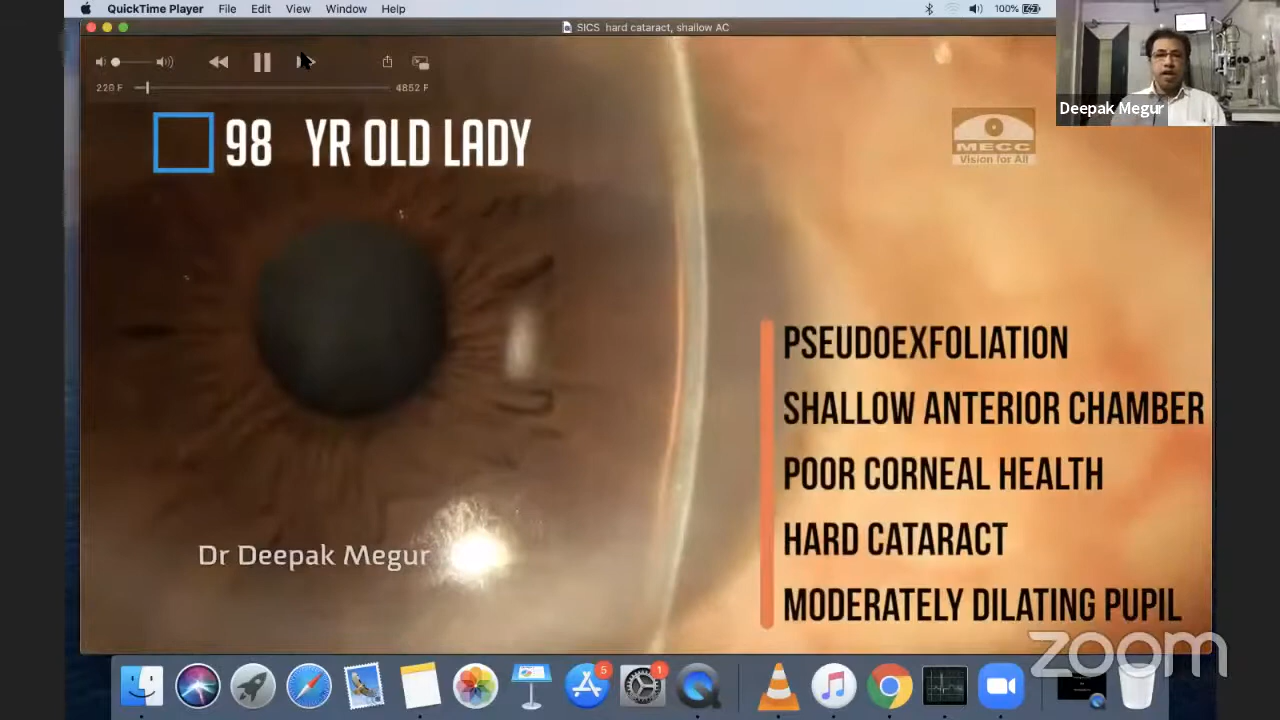 QuickTime Player File Edit View Window Help
100%
SICS hard cataract, shallow AC
220 F 4852 F
98 YR OLD LADY
MECC
Vision for All
Deepak Megur
PSEUDOEXFOLIATION
SHALLOW ANTERIOR CHAMBER
POOR CORNEAL HEALTH
HARD CATARACT
MODERATELY DILATING PUPIL
Dr Deepak Megur
zoom
5
1